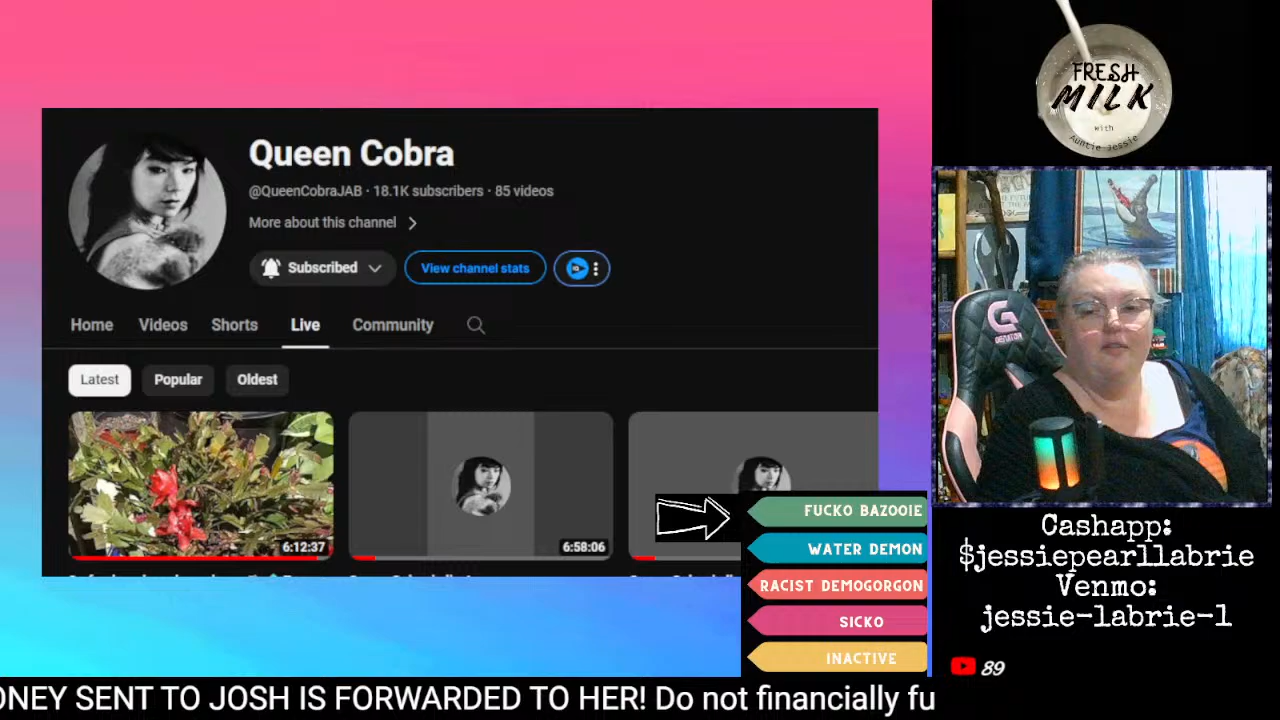 Queen Cobra
@QueenCobraJAB · 18.1K subscribers · 85 videos
More about this channel
Subscribed
View channel stats
Home
Videos
Shorts
Live
Community
Latest
Popular
Oldest
6:12:37
6:58:06
FUCKO BAZOOIE
WATER DEMON
RACIST DEMOGORGON
SICKO
INACTIVE
FRESH
MILK
with
Auntie Jessie
Cashapp:
$jessiepearllabrie
Venmo:
jessie-labrie-1
89
ONEY SENT TO JOSH IS FORWARDED TO HER! Do not financially fu